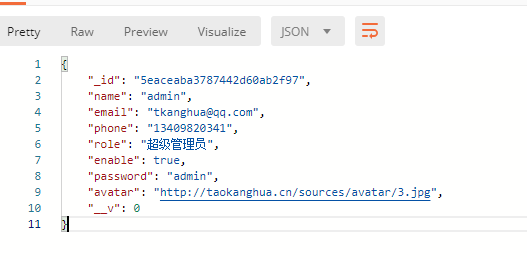 Pretty Raw Preview Visualize JSON
1 {
2 "_id": "5eaceaba3787442d60ab2f97",
3 "name": "admin",
4 "email": "tkanghua@qq.com",
5 "phone": "13409820341",
6 "role": "超级管理员",
7 "enable": true,
8 "password": "admin",
9 "avatar": "http://taokanghua.cn/sources/avatar/3.jpg",
10 "__v": 0
11 }